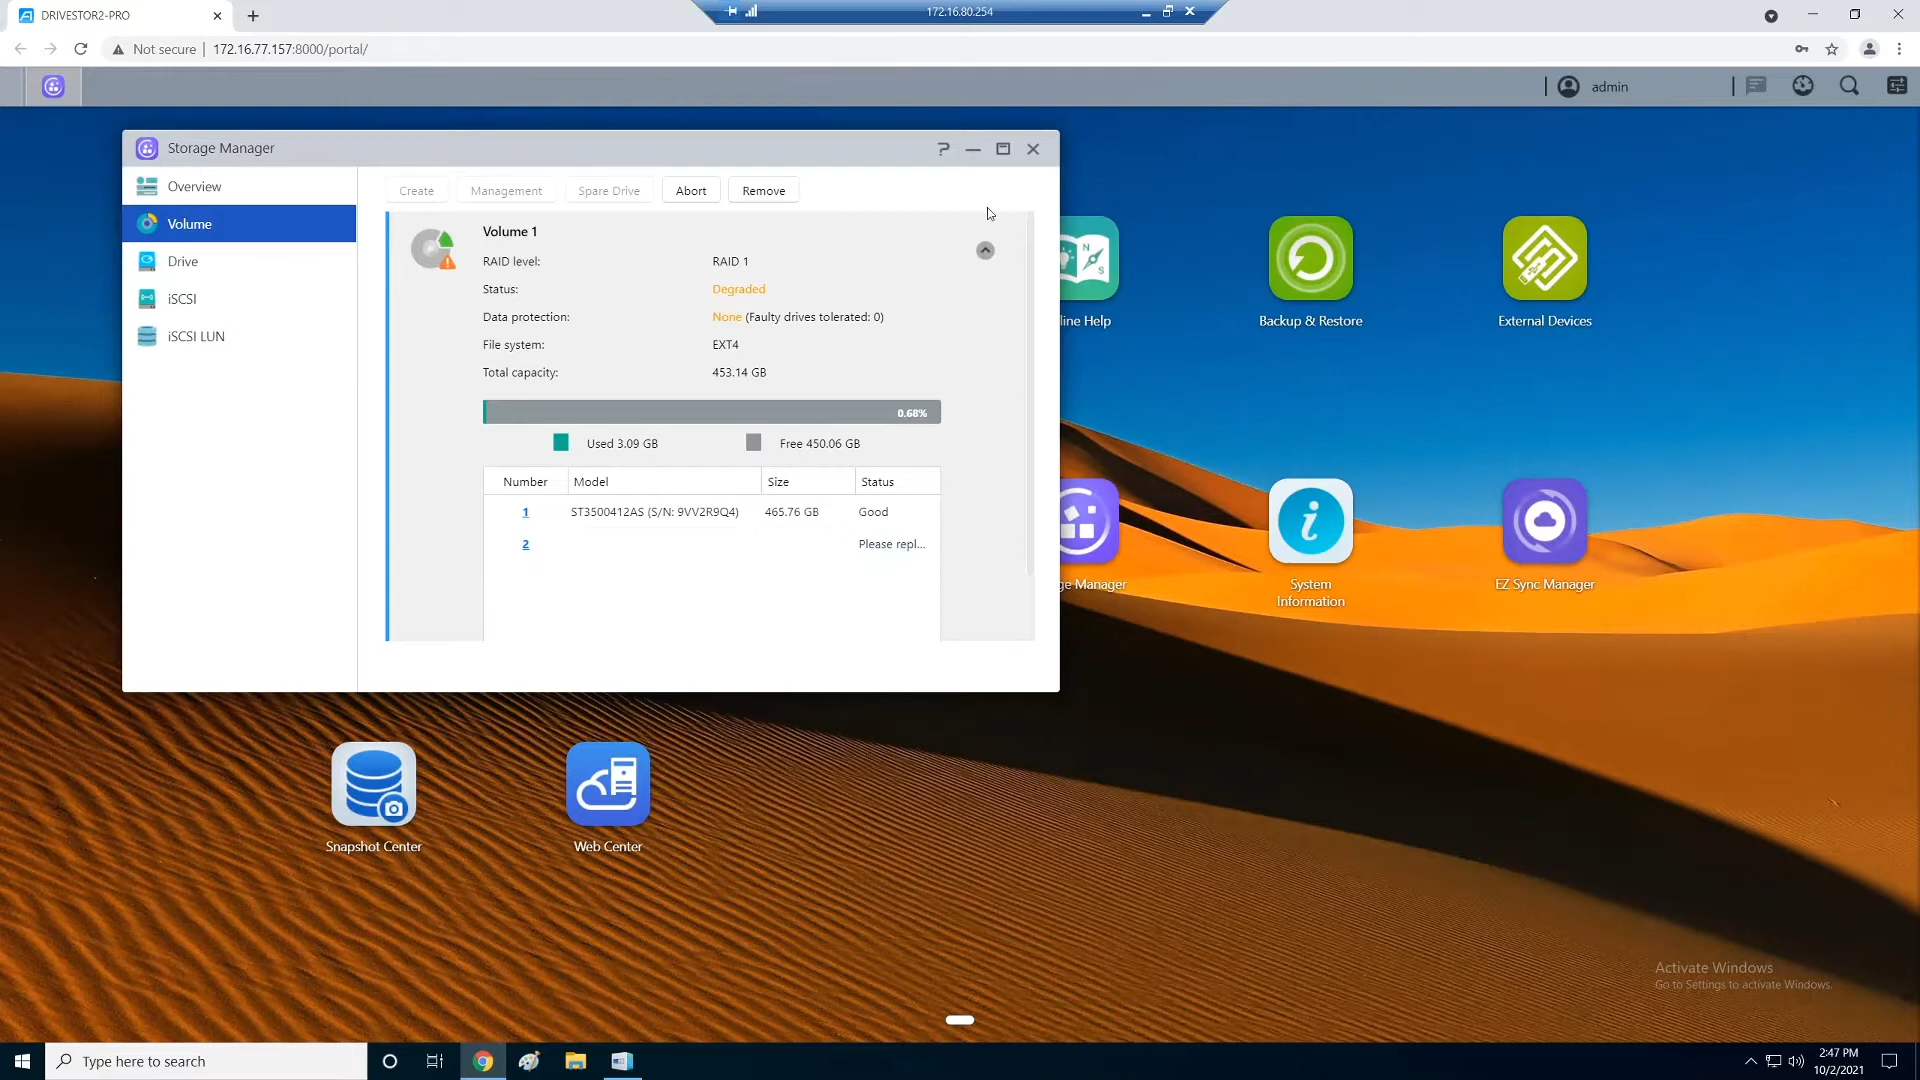 DRIVESTOR2-PRO
172.16.80.254
Not secure
172.16.77.157:8000/portal/
admin
Storage Manager
Overview
Volume
Drive
iSCSI
iSCSI LUN
Create
Management
Spare Drive
Abort
Remove
Volume 1
RAID level: RAID 1
Status: Degraded
Data protection: None (Faulty drives tolerated: 0)
File system: EXT4
Total capacity: 453.14 GB
0.68%
Used 3.09 GB
Free 450.06 GB
Number Model Size Status
1 ST3500412AS (S/N: 9VV2R9Q4) 465.76 GB Good
2 Please repl...
line Help
Backup & Restore
External Devices
ge Manager
System
Information
EZ Sync Manager
Snapshot Center
Web Center
Activate Windows
Go to Settings to activate Windows.
Type here to search
2:47 PM
10/2/2021